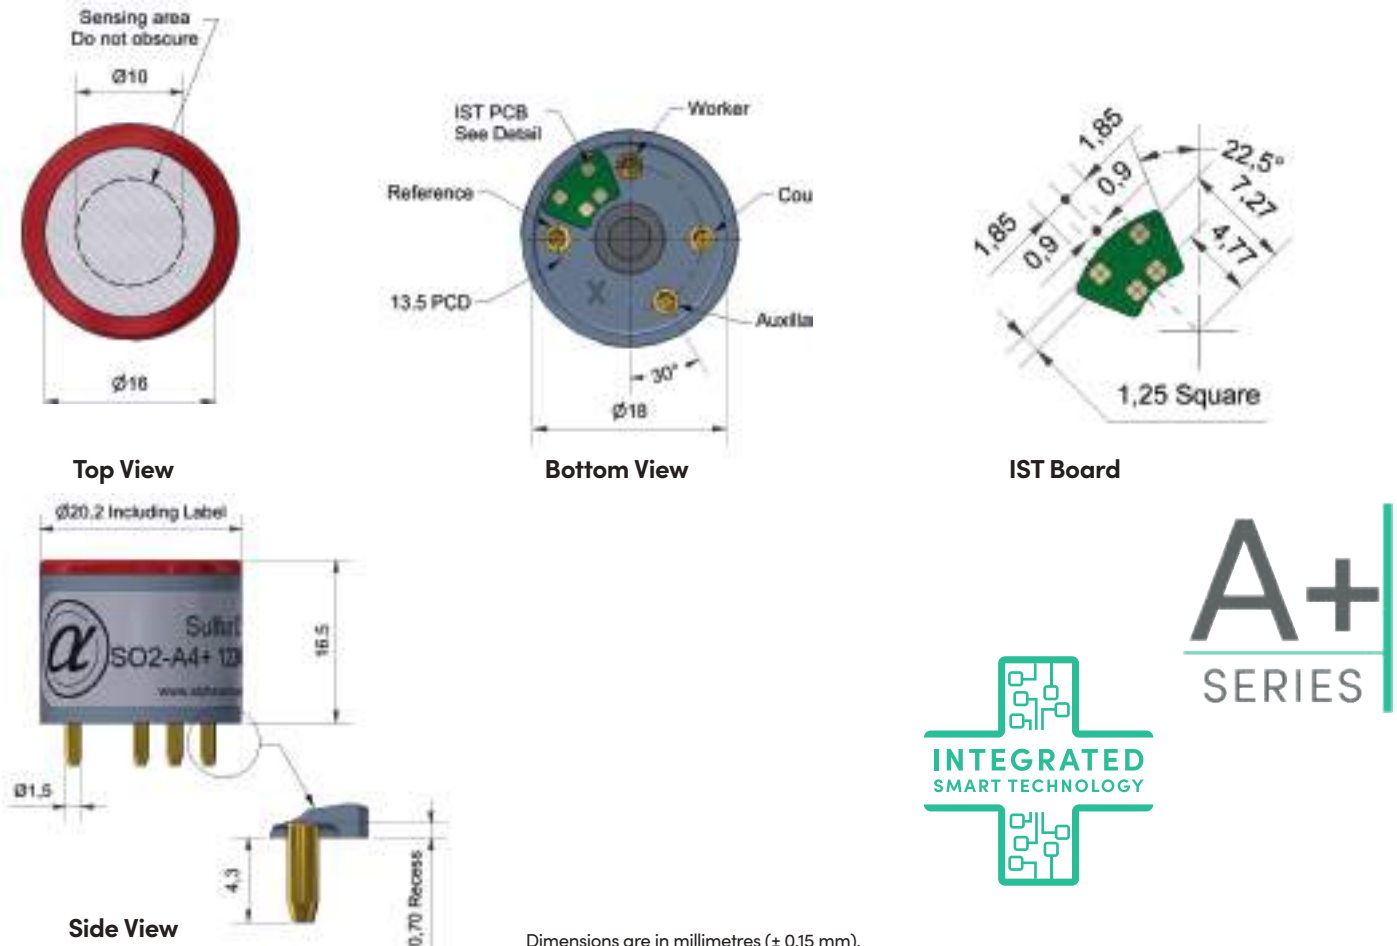 Sensing area
Do not obscure
Ø10
Ø16
Top View
IST PCB
See Detail
Worker
Reference
Cou
13.5 PCD
X
Auxilia
30°
Ø18
Bottom View
1,85
0,9
22,5°
7,27
1,85
0,9
4,77
1,25 Square
IST Board
Ø20,2 Including Label
16,5
α
SO2-A4+
Ø1,5
4,3
0,70 Recess
Side View
A+
SERIES
INTEGRATED
SMART TECHNOLOGY
Dimensions are in millimetres (± 0.15 mm).